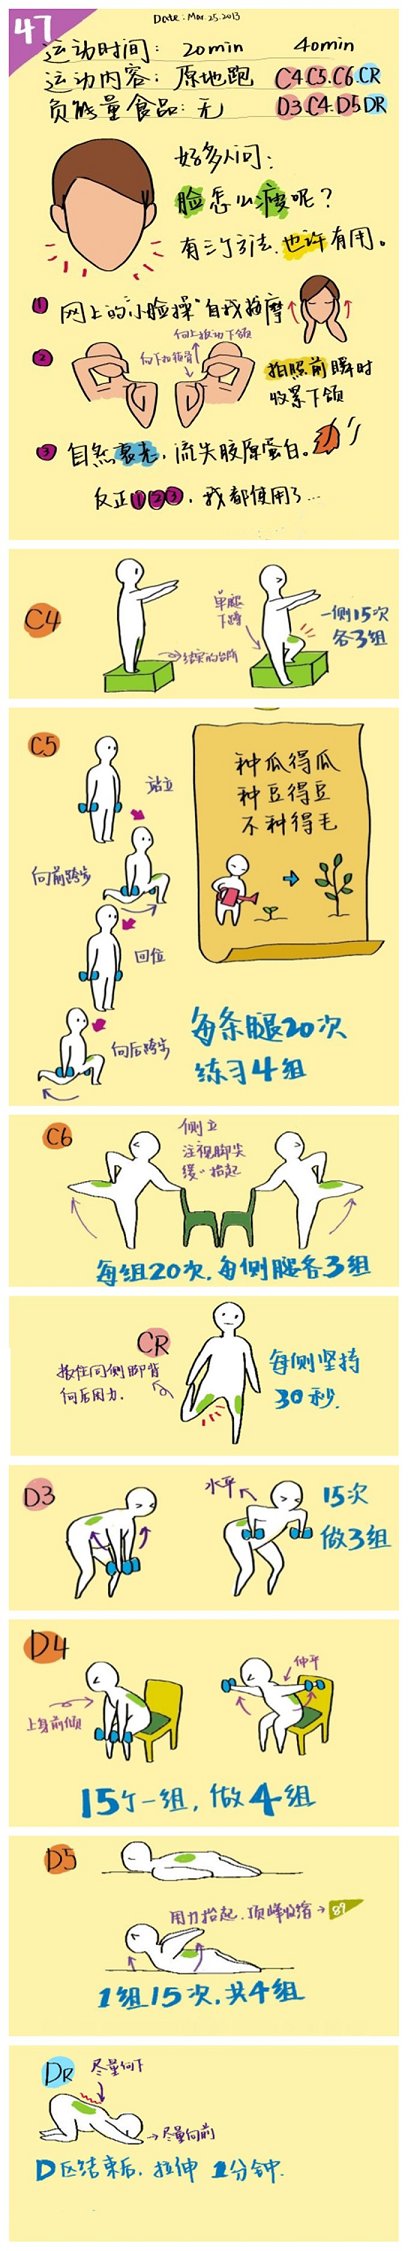 47
Date: Mar.25.2013
运动时间: 20min 40min
运动内容: 原地跑 C4 C5. C6. CR
负能量食品: 无 D3. C4. D5 DR
好多人问:
脸怎么瘦呢?
有三个方法,也许有用。
① 网上的"小脸操"自我按摩
②
向上振动下颌
向下拉锁骨
拍照前瞬时
收紧下颌
③ 自然衰老,流失胶原蛋白。
反正①②③,我都使用了...
C4
结实的台阶
单腿
下蹲
一侧15次
各3组
C5
站立
向前跨步
回位
向后跨步
种瓜得瓜
种豆得豆
不种得毛
每条腿20次
练习4组
C6
侧立
注视脚尖
缓缓抬起
每组20次,每侧腿各3组
CR
扳住同侧脚背
向后用力.
每侧坚持
30秒.
D3
水平
15次
做3组
D4
上身前倾
伸平
15个一组,做4组
D5
用力抬起.顶峰收缩
1组15次,共4组
DR
尽量向下
尽量向前
D区结束后,拉伸1分钟.